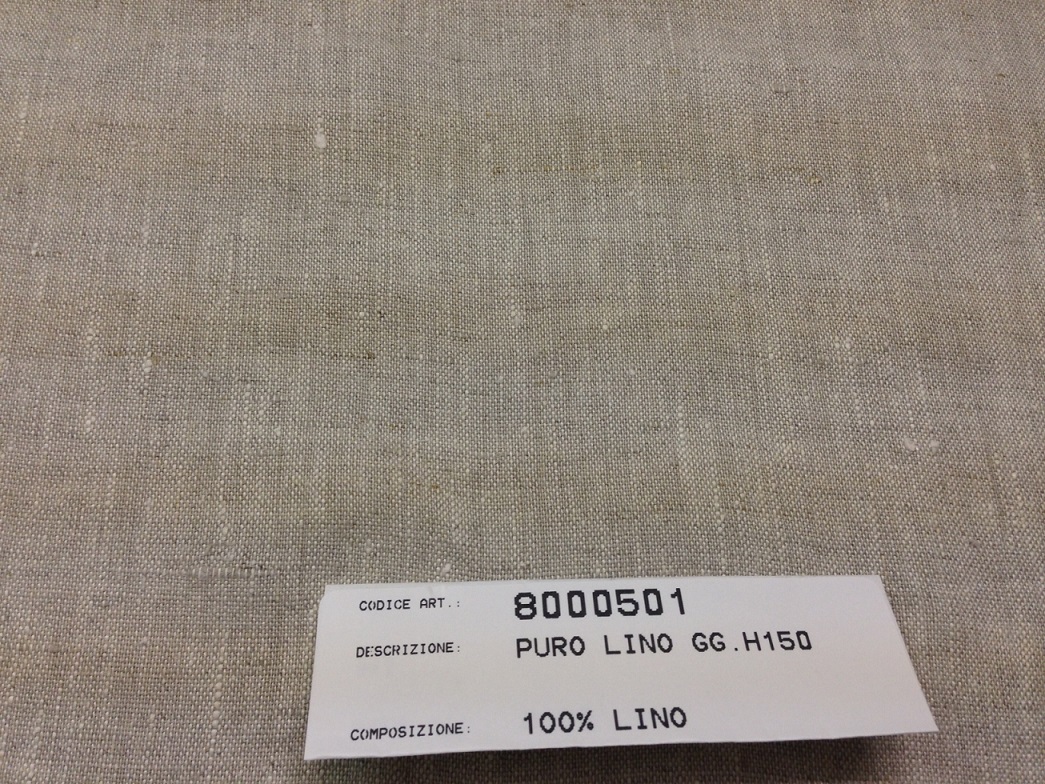 CODICE ART.: 8000501
DESCRIZIONE: PURO LINO GG.H150
COMPOSIZIONE: 100% LINO